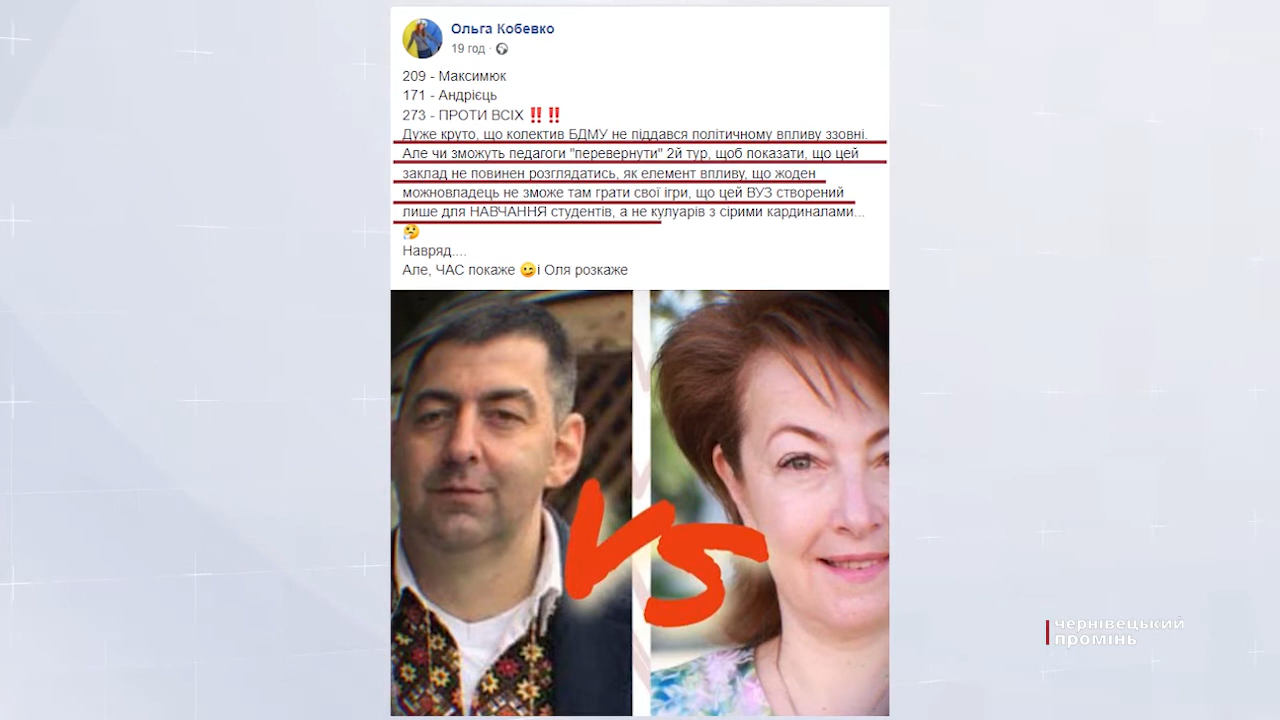 Ольга Кобевко
19 год ·
209 - Максимюк
171 - Андрієць
273 - ПРОТИ ВСІХ ‼️ ‼️
Дуже круто, що колектив БДМУ не піддався політичному впливу ззовні.
Але чи зможуть педагоги "перевернути" 2й тур, щоб показати, що цей
заклад не повинен розглядатись, як елемент впливу, що жоден
можновладець не зможе там грати свої ігри, що цей ВУЗ створений
лише для НАВЧАННЯ студентів, а не кулуарів з сірими кардиналами...
🤔
Навряд....
Але, ЧАС покаже 😜і Оля розкаже
VS
чернівецький
промінь